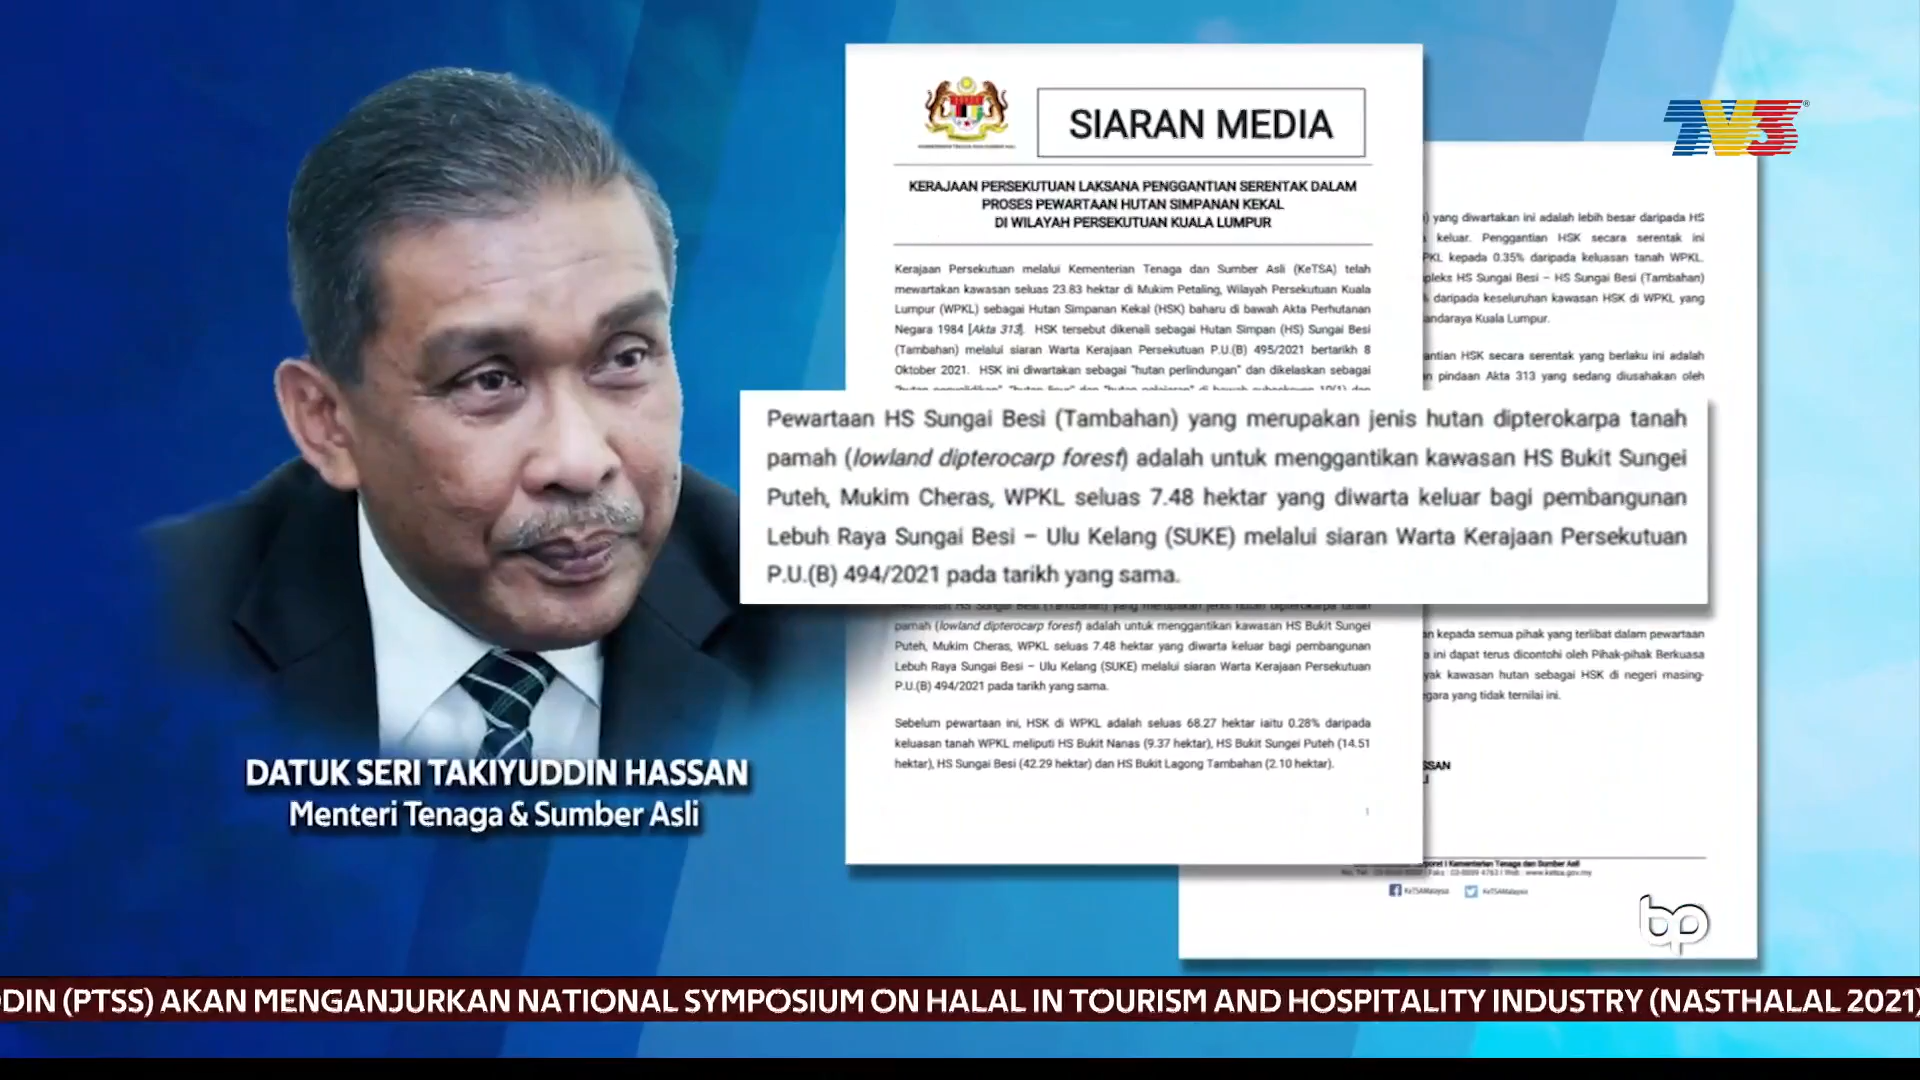 TV3
SIARAN MEDIA
KERAJAAN PERSEKUTUAN LAKSANA PENGGANTIAN SERENTAK DALAM
PROSES PEWARTAAN HUTAN SIMPANAN KEKAL
DI WILAYAH PERSEKUTUAN KUALA LUMPUR
Kerajaan Persekutuan melalui Kementerian Tenaga dan Sumber Asli (KeTSA) telah
mewartakan kawasan seluas 23.83 hektar di Mukim Petaling, Wilayah Persekutuan Kuala
Lumpur (WPKL) sebagai Hutan Simpanan Kekal (HSK) baharu di bawah Akta Perhutanan
Negara 1984 [Akta 313]. HSK tersebut dikenali sebagai Hutan Simpan (HS) Sungai Besi
(Tambahan) melalui siaran Warta Kerajaan Persekutuan P.U.(B) 495/2021 bertarikh 8
Oktober 2021. HSK ini diwartakan sebagai "hutan perlindungan" dan dikelaskan sebagai
Pewartaan HS Sungai Besi (Tambahan) yang merupakan jenis hutan dipterokarpa tanah
pamah (lowland dipterocarp forest) adalah untuk menggantikan kawasan HS Bukit Sungei
Puteh, Mukim Cheras, WPKL seluas 7.48 hektar yang diwarta keluar bagi pembangunan
Lebuh Raya Sungai Besi – Ulu Kelang (SUKE) melalui siaran Warta Kerajaan Persekutuan
P.U.(B) 494/2021 pada tarikh yang sama.
pamah (lowland dipterocarp forest) adalah untuk menggantikan kawasan HS Bukit Sungei
Puteh, Mukim Cheras, WPKL seluas 7.48 hektar yang diwarta keluar bagi pembangunan
Lebuh Raya Sungai Besi – Ulu Kelang (SUKE) melalui siaran Warta Kerajaan Persekutuan
P.U.(B) 494/2021 pada tarikh yang sama.
Sebelum pewartaan ini, HSK di WPKL adalah seluas 68.27 hektar iaitu 0.28% daripada
keluasan tanah WPKL meliputi HS Bukit Nanas (9.37 hektar), HS Bukit Sungei Puteh (14.51
hektar), HS Sungai Besi (42.29 hektar) dan HS Bukit Lagong Tambahan (2.10 hektar).
1
yang diwartakan ini adalah lebih besar daripada HS
keluar. Penggantian HSK secara serentak ini
kepada 0.35% daripada keluasan tanah WPKL.
HS Sungai Besi – HS Sungai Besi (Tambahan)
daripada keseluruhan kawasan HSK di WPKL yang
Kuala Lumpur.
HSK secara serentak yang berlaku ini adalah
pindaan Akta 313 yang sedang diusahakan oleh
kepada semua pihak yang terlibat dalam pewartaan
ini dapat terus dicontohi oleh Pihak-pihak Berkuasa
kawasan hutan sebagai HSK di negeri masing-
yang tidak ternilai ini.
Kementerian Tenaga dan Sumber Asli
www.ketsa.gov.my
KeTSAMalaysia KeTSAMalaysia
bp
DATUK SERI TAKIYUDDIN HASSAN
Menteri Tenaga & Sumber Asli
DDIN (PTSS) AKAN MENGANJURKAN NATIONAL SYMPOSIUM ON HALAL IN TOURISM AND HOSPITALITY INDUSTRY (NASTHALAL 2021)